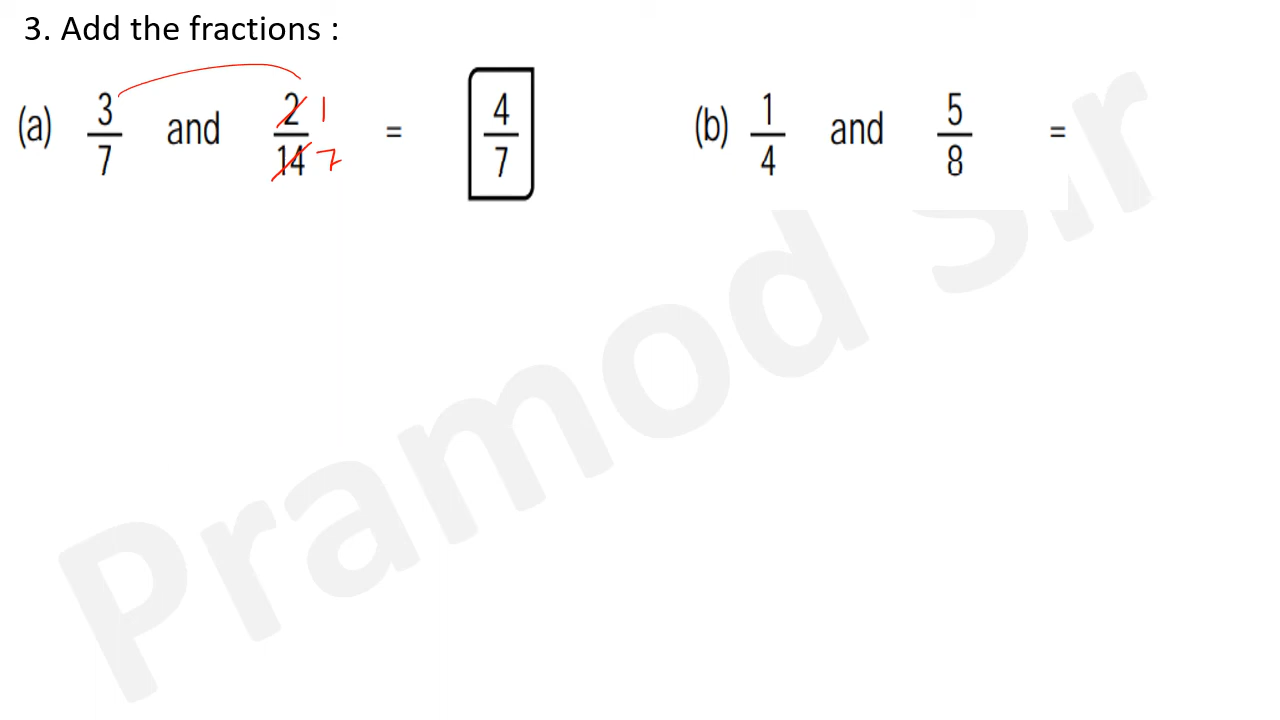 3. Add the fractions :
(a) 3/7 and 2/14 1 7 = 4/7
(b) 1/4 and 5/8 =
Pramod Sir